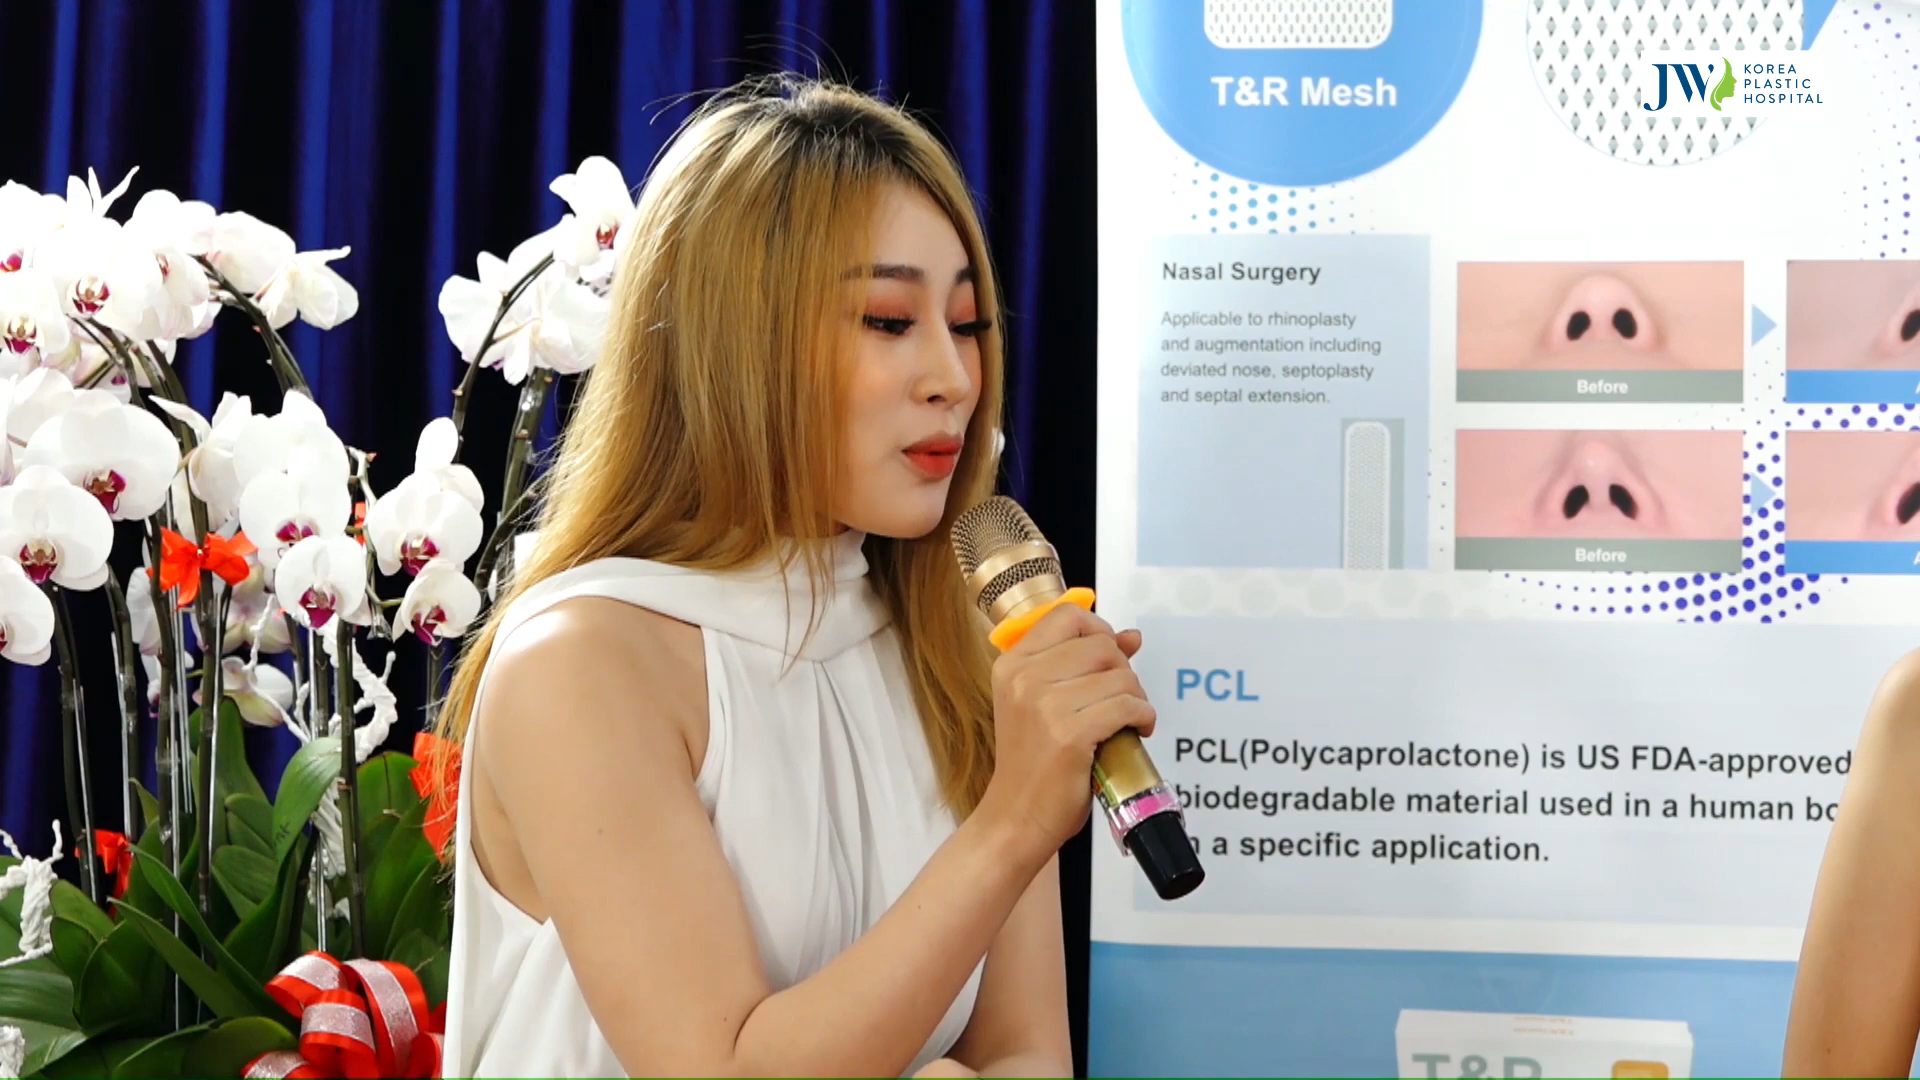 T&R Mesh
JW
KOREA
PLASTIC
HOSPITAL
Nasal Surgery
Applicable to rhinoplasty
and augmentation including
deviated nose, septoplasty
and septal extension.
Before
Before
PCL
PCL(Polycaprolactone) is US FDA-approved
biodegradable material used in a human
a specific application.
T&R